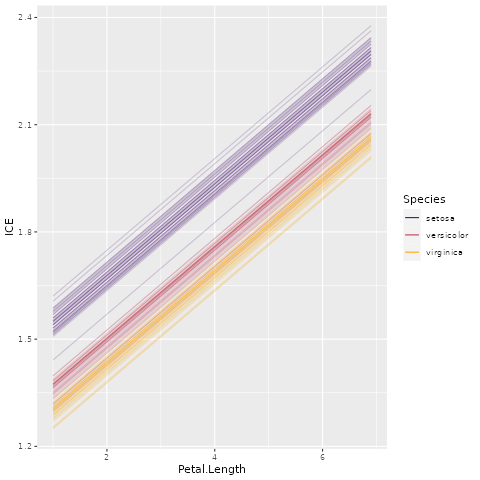 2.4
2.1
1.8
1.5
1.2
ICE
2
4
6
Petal.Length
Species
setosa
versicolor
virginica